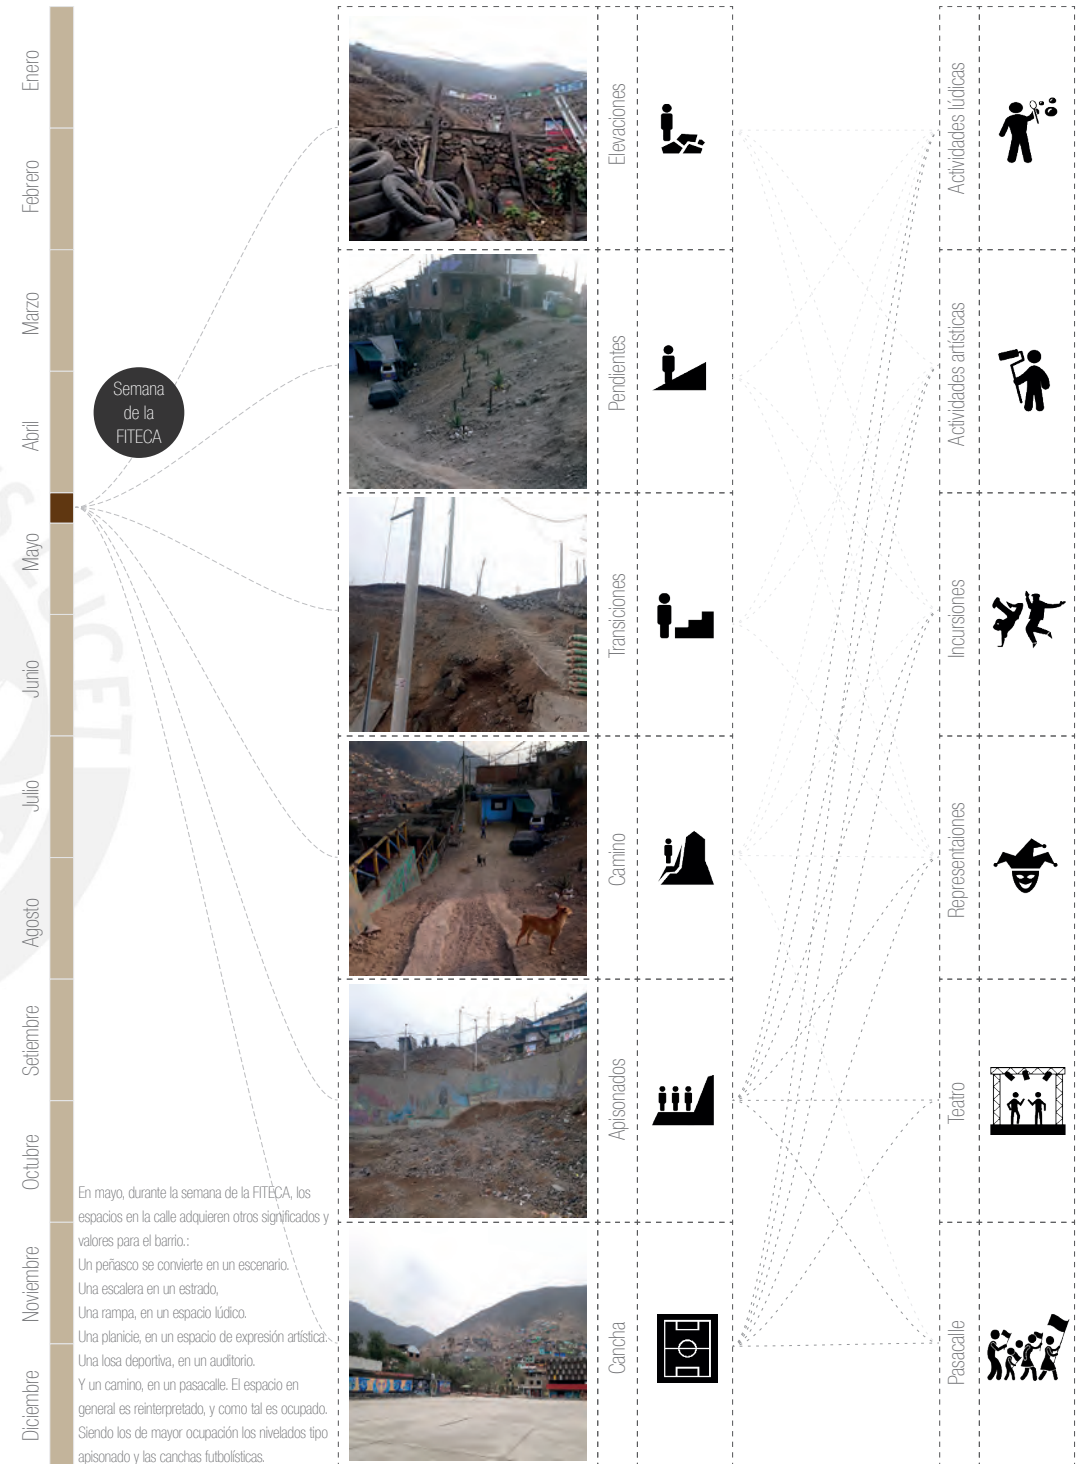 Enero
Febrero
Marzo
Abril
Mayo
Junio
Julio
Agosto
Setiembre
Octubre
Noviembre
Diciembre
Semana
de la
FITECA
En mayo, durante la semana de la FITECA, los
espacios en la calle adquieren otros significados y
valores para el barrio.:
Un peñasco se convierte en un escenario.
Una escalera en un estrado,
Una rampa, en un espacio lúdico.
Una planicie, en un espacio de expresión artística.
Una losa deportiva, en un auditorio.
Y un camino, en un pasacalle. El espacio en
general es reinterpretado, y como tal es ocupado.
Siendo los de mayor ocupación los nivelados tipo
apisonado y las canchas futbolísticas.
Elevaciones
Pendientes
Transiciones
Camino
Apisonados
Cancha
Actividades lúdicas
Actividades artísticas
Incursiones
Representaiones
Teatro
Pasacalle
LUCET